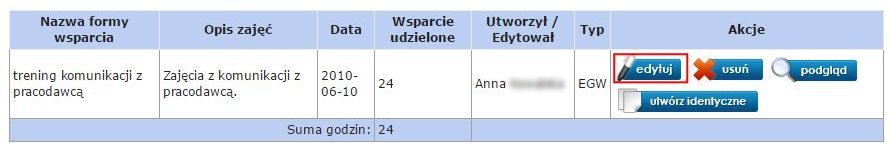 Nazwa formy wsparcia
Opis zajęć
Data
Wsparcie udzielone
Utworzył / Edytował
Typ
Akcje
trening komunikacji z pracodawcą
Zajęcia z komunikacji z pracodawcą.
2010-06-10
24
Anna
EGW
edytuj
usuń
podgląd
utwórz identyczne
Suma godzin:
24